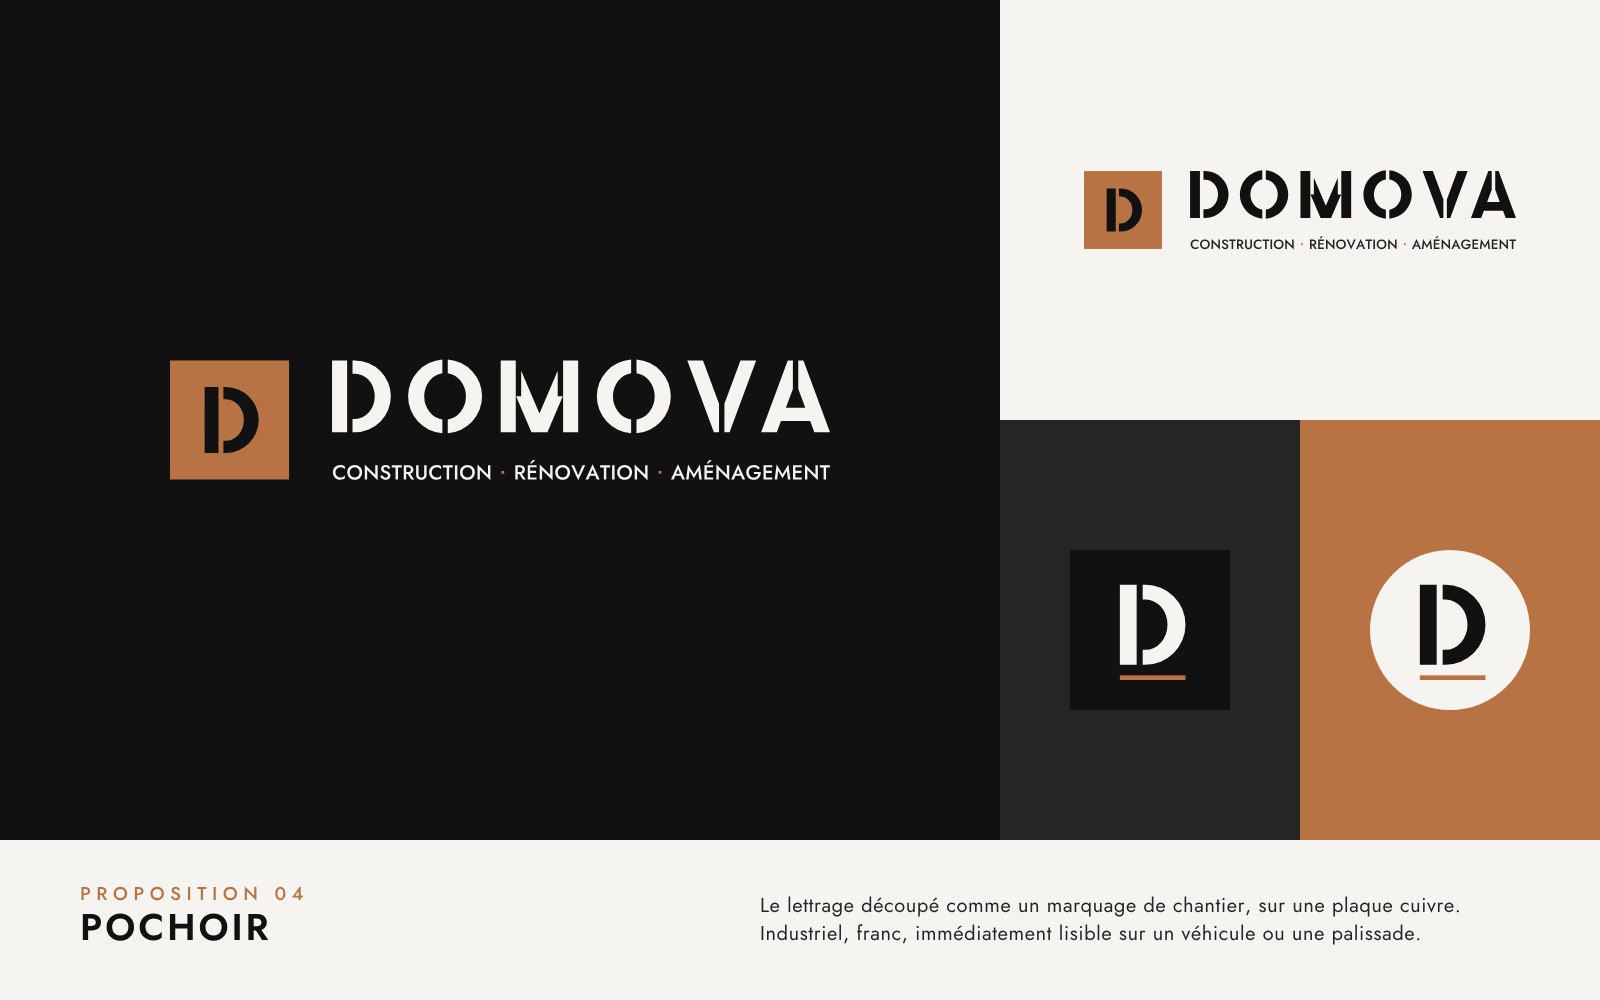 D DOMOVA
CONSTRUCTION · RÉNOVATION · AMÉNAGEMENT
D DOMOVA
CONSTRUCTION · RÉNOVATION · AMÉNAGEMENT
D
D
PROPOSITION 04
POCHOIR
Le lettrage découpé comme un marquage de chantier, sur une plaque cuivre.
Industriel, franc, immédiatement lisible sur un véhicule ou une palissade.